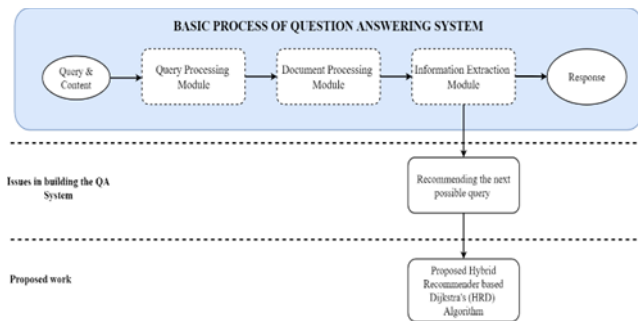 BASIC PROCESS OF QUESTION ANSWERING SYSTEM
Query &
Content
Query Processing
Module
Document Processing
Module
Information Extraction
Module
Response
Issues in building the QA
System
Recommending the next
possible query
Proposed work
Proposed Hybrid
Recommender based
Dijkstra's (HRD)
Algorithm